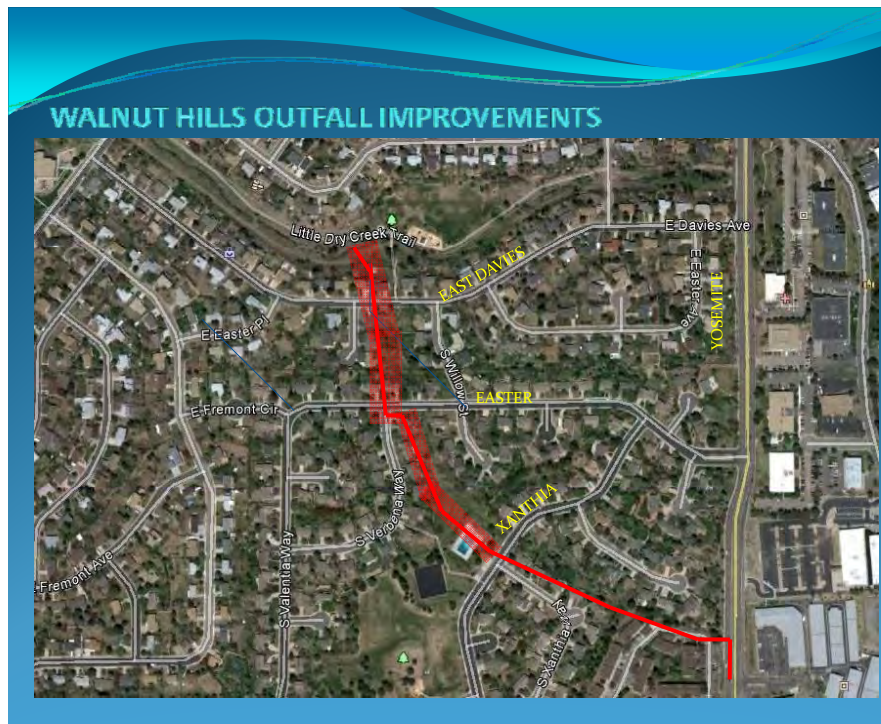 WALNUT HILLS OUTFALL IMPROVEMENTS
Little Dry Creek Trail
E Davies Ave
EAST DAVIES
E Easter Ave
YOSEMITE
E Easter Pl
S Willow St
EASTER
E Fremont Cir
S Verbena Way
XANTHIA
S Valentia Way
E Fremont Ave
S Xanthia Way